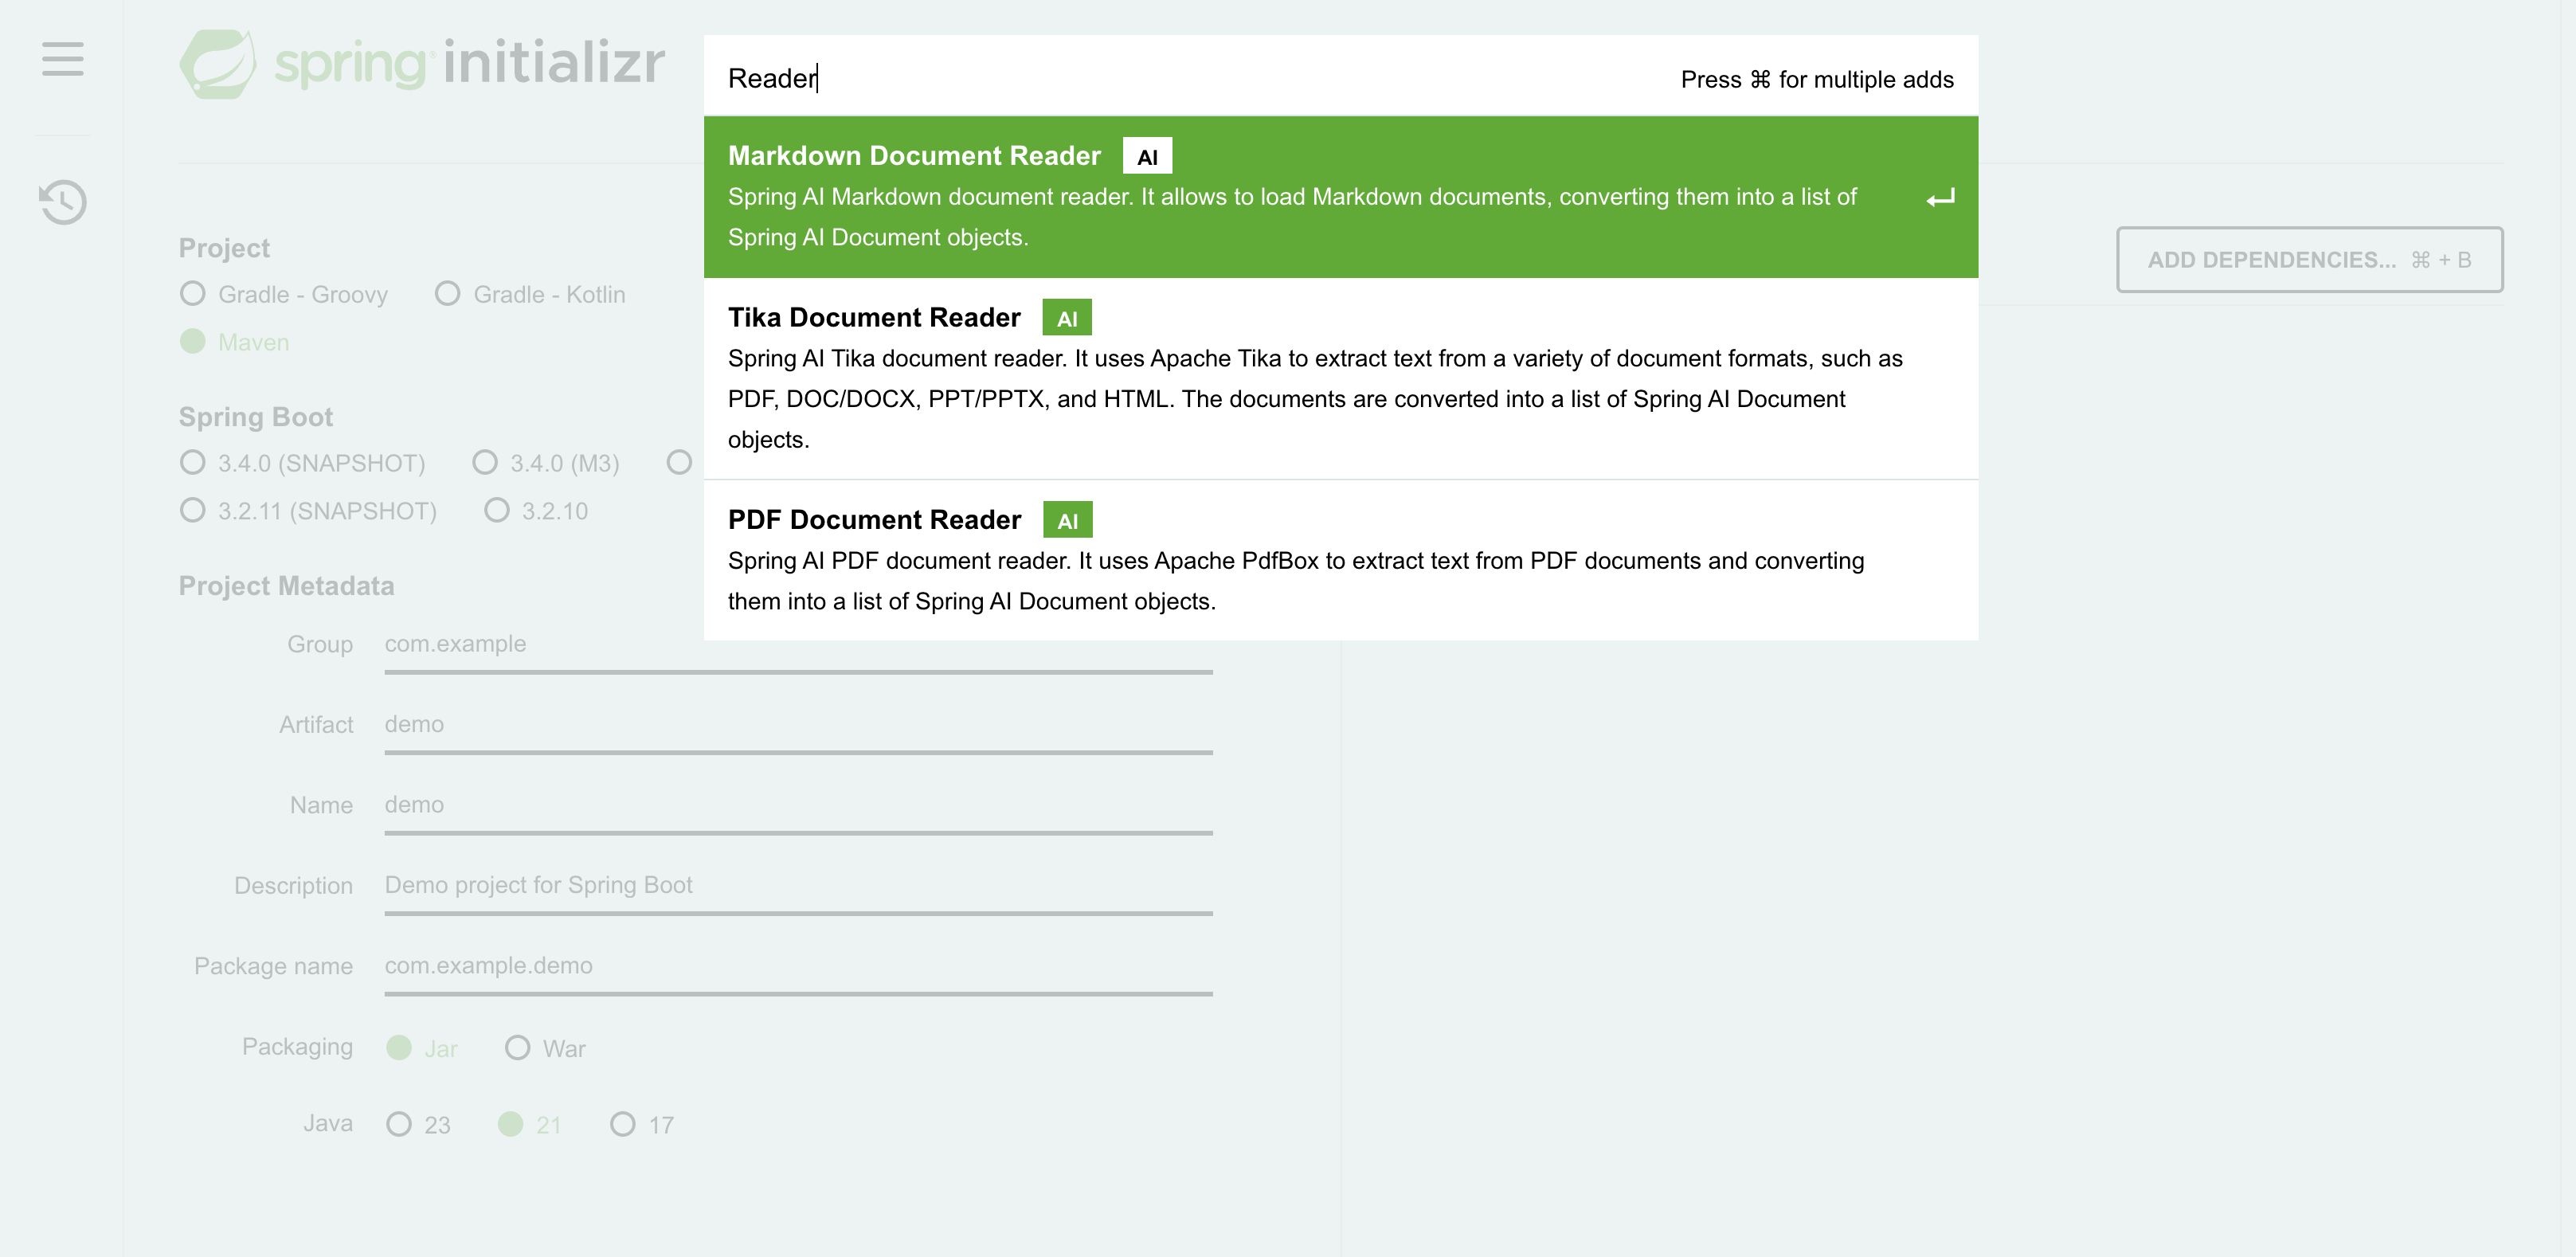 spring initializr
Reader
Press ⌘ for multiple adds
Markdown Document Reader AI
Spring AI Markdown document reader. It allows to load Markdown documents, converting them into a list of
Spring AI Document objects.
Tika Document Reader AI
Spring AI Tika document reader. It uses Apache Tika to extract text from a variety of document formats, such as
PDF, DOC/DOCX, PPT/PPTX, and HTML. The documents are converted into a list of Spring AI Document
objects.
PDF Document Reader AI
Spring AI PDF document reader. It uses Apache PdfBox to extract text from PDF documents and converting
them into a list of Spring AI Document objects.
ADD DEPENDENCIES... ⌘ + B
Project
Gradle - Groovy Gradle - Kotlin
Maven
Spring Boot
3.4.0 (SNAPSHOT) 3.4.0 (M3)
3.2.11 (SNAPSHOT) 3.2.10
Project Metadata
Group com.example
Artifact demo
Name demo
Description Demo project for Spring Boot
Package name com.example.demo
Packaging Jar War
Java 23 21 17